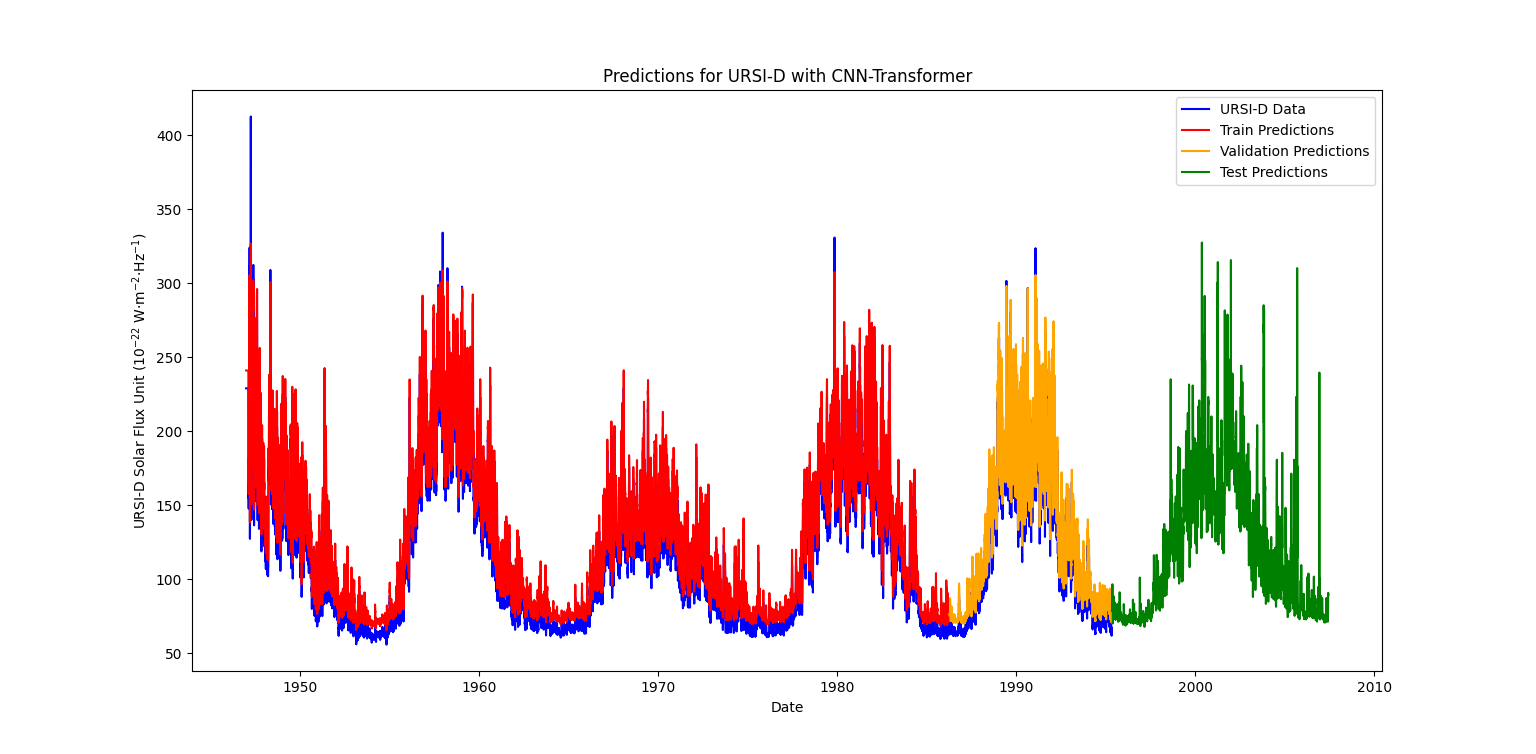 Predictions for URSI-D with CNN-Transformer
URSI-D Data
Train Predictions
Validation Predictions
Test Predictions
URSI-D Solar Flux Unit (10⁻²² W·m⁻²·Hz⁻¹)
400
350
300
250
200
150
100
50
1950 1960 1970 1980 1990 2000 2010
Date